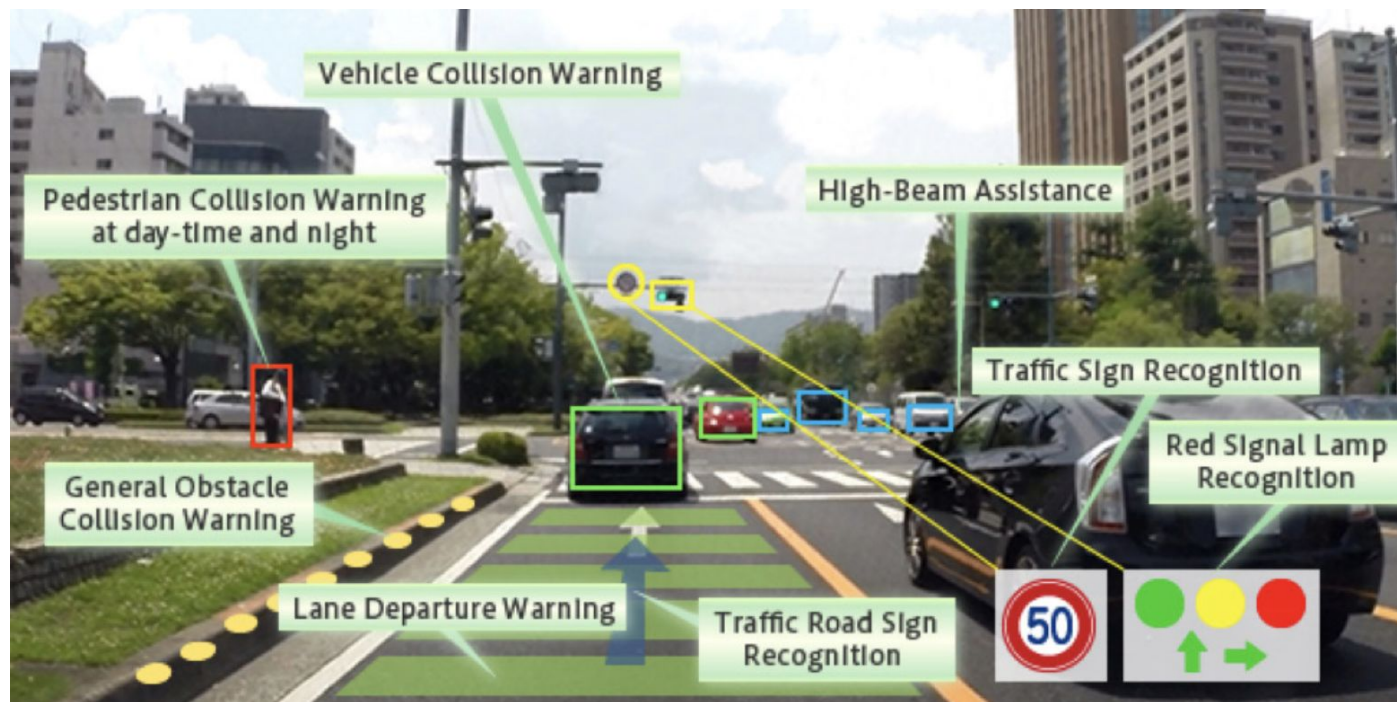 Vehicle Collision Warning
Pedestrian Collision Warning
at day-time and night
High-Beam Assistance
Traffic Sign Recognition
Red Signal Lamp
Recognition
General Obstacle
Collision Warning
Lane Departure Warning
Traffic Road Sign
Recognition
50